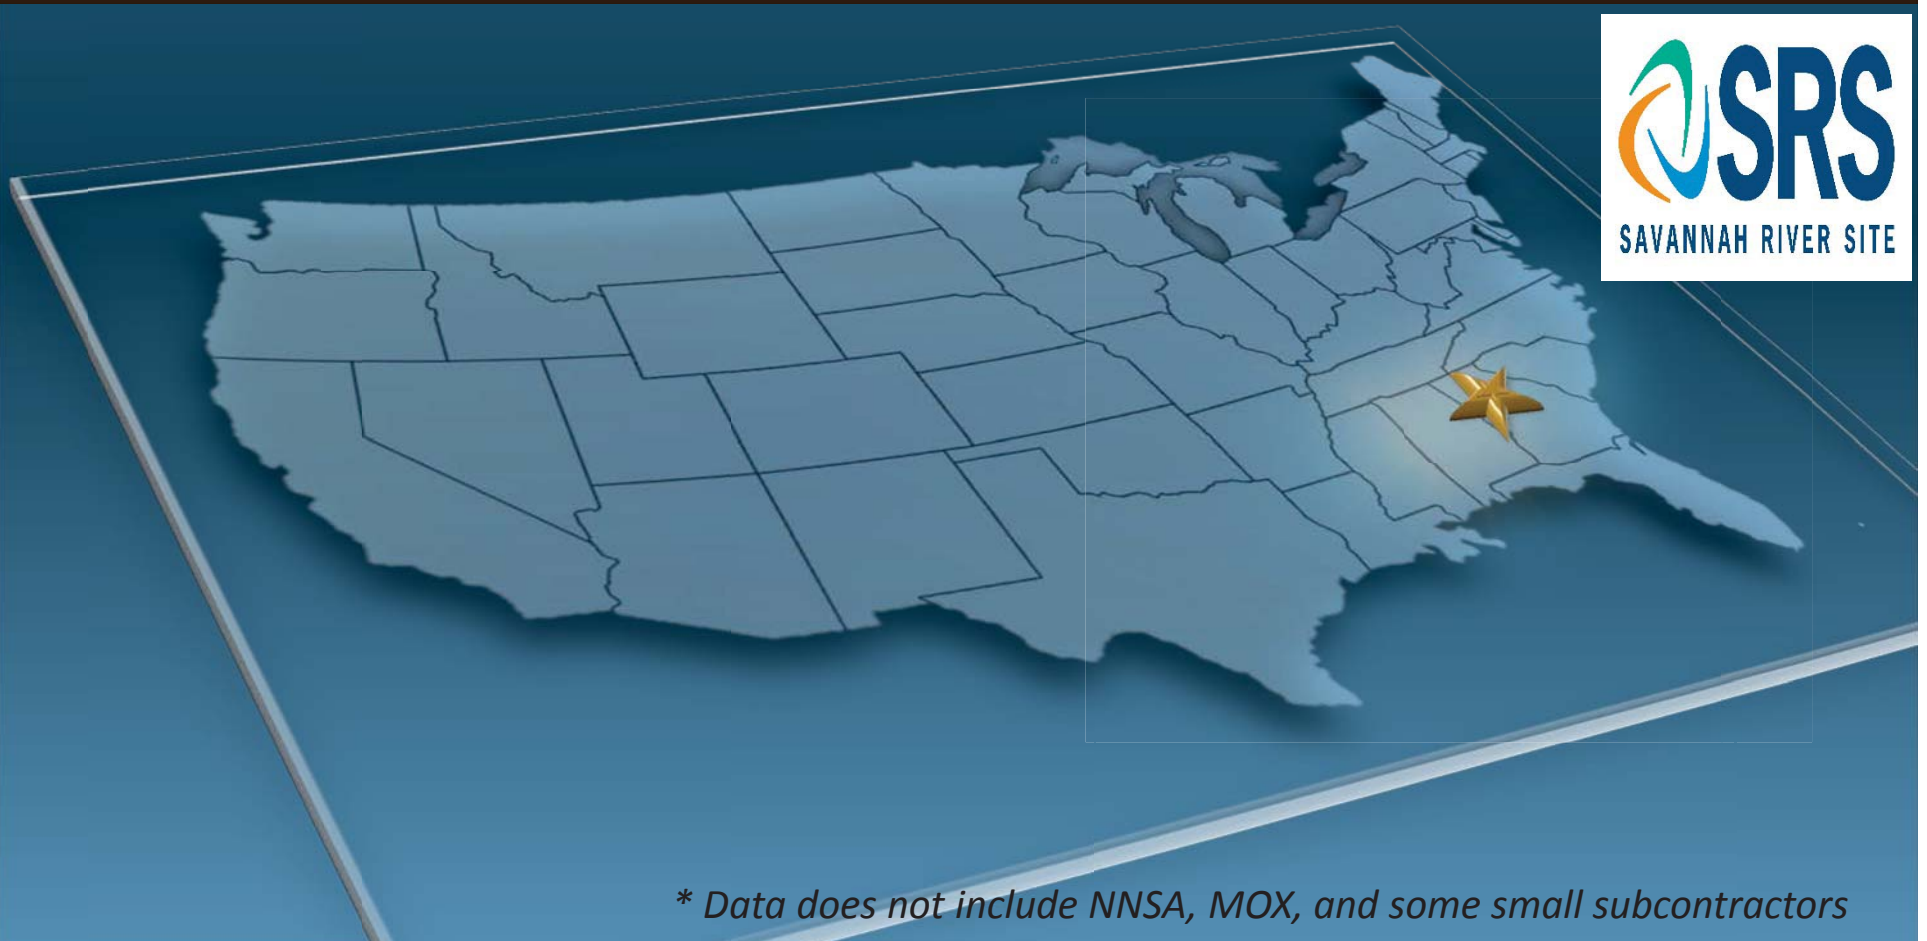 SRS
SAVANNAH RIVER SITE
* Data does not include NNSA, MOX, and some small subcontractors